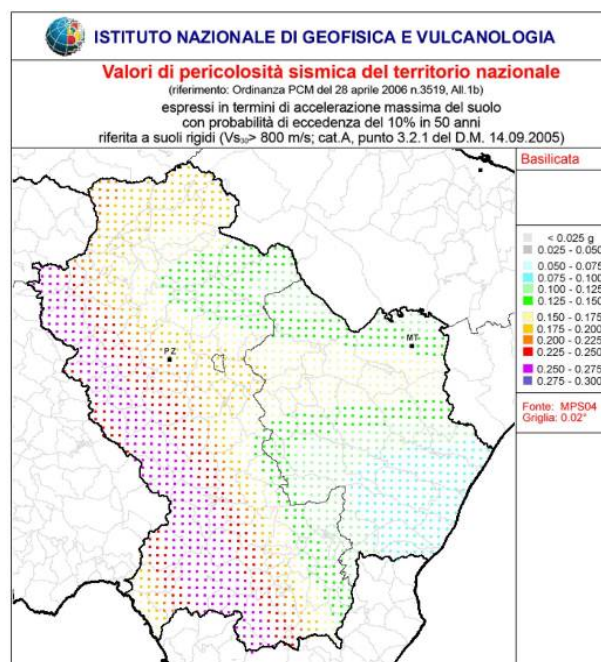 ISTITUTO NAZIONALE DI GEOFISICA E VULCANOLOGIA
Valori di pericolosità sismica del territorio nazionale
(riferimento: Ordinanza PCM del 28 aprile 2006 n.3519, All.1b)
espressi in termini di accelerazione massima del suolo
con probabilità di eccedenza del 10% in 50 anni
riferita a suoli rigidi (Vs₃₀> 800 m/s; cat.A, punto 3.2.1 del D.M. 14.09.2005)
Basilicata
< 0.025 g
0.025 - 0.050
0.050 - 0.075
0.075 - 0.100
0.100 - 0.125
0.125 - 0.150
0.150 - 0.175
0.175 - 0.200
0.200 - 0.225
0.225 - 0.250
0.250 - 0.275
0.275 - 0.300
Fonte: MPS04
Griglia: 0.02°
MT
PZ